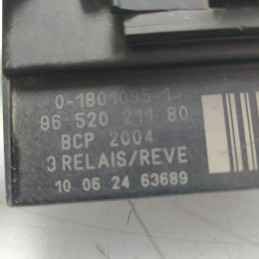 96 520 211 80
BCP 2004
3 RELAIS/REVE
10 06 24 63689